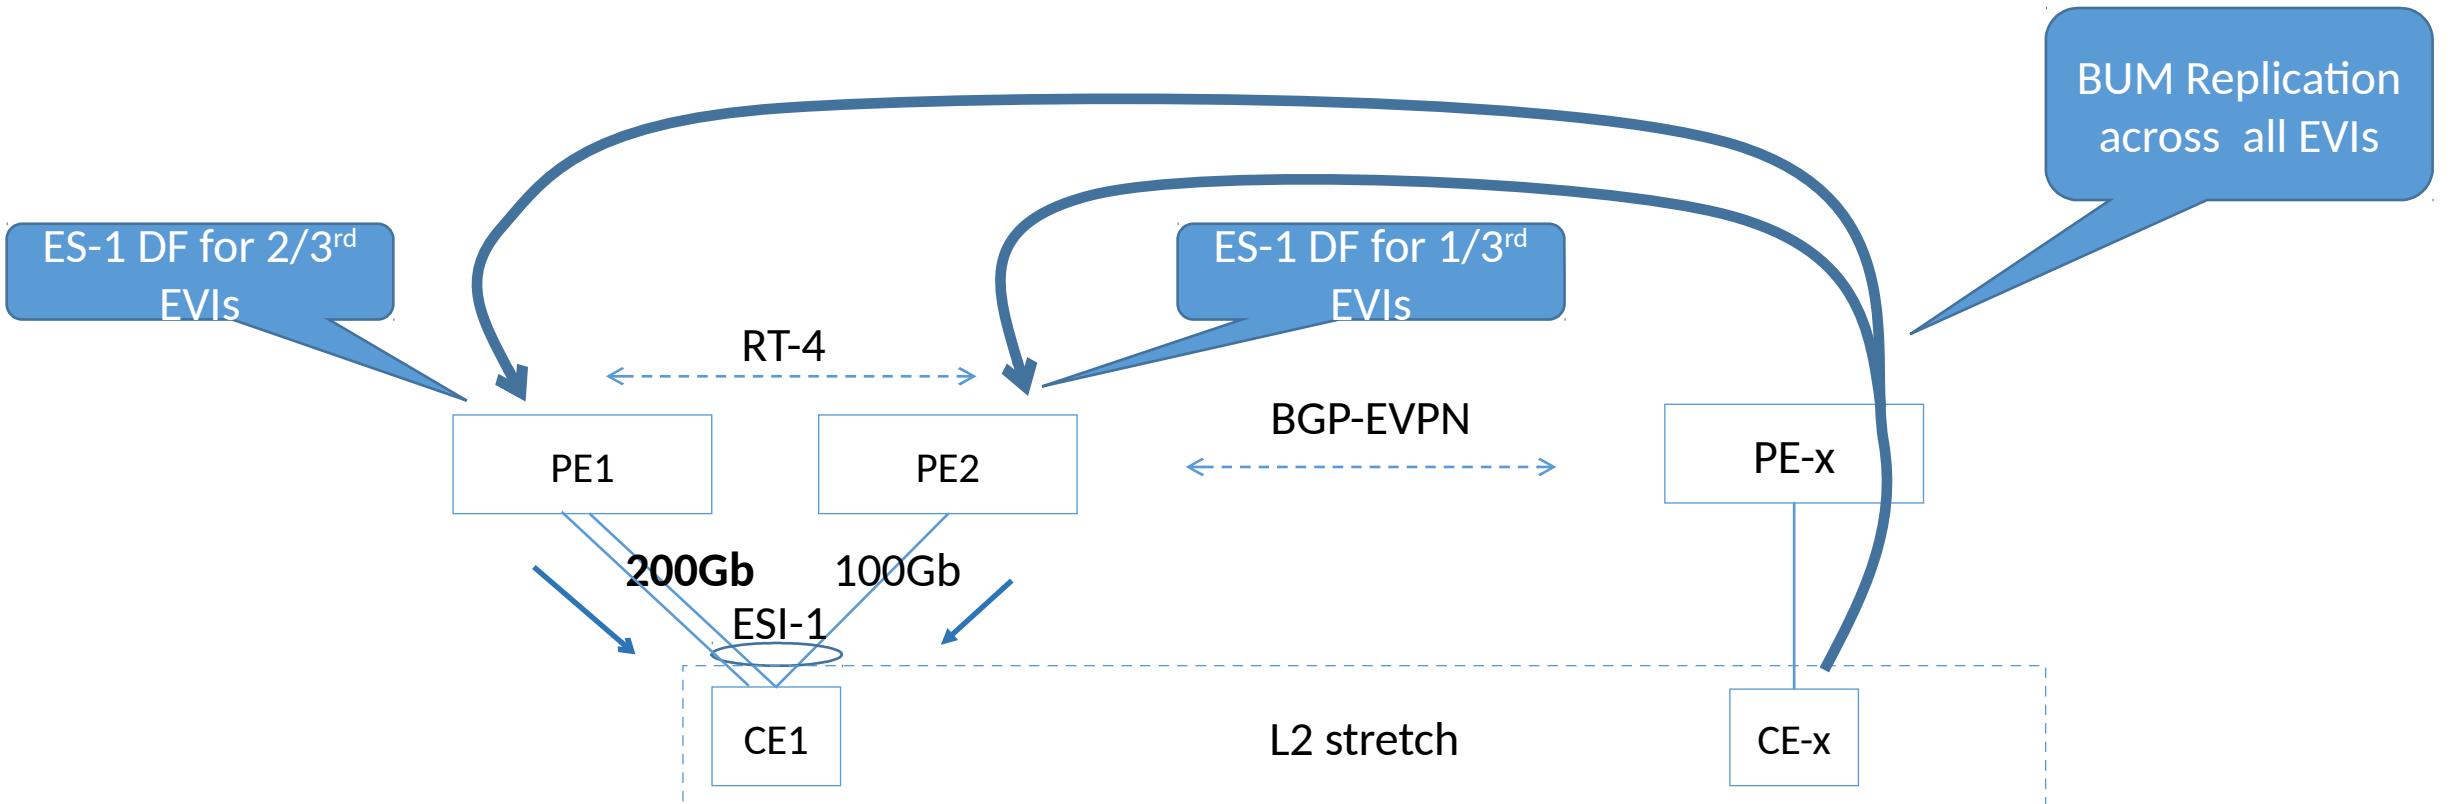 BUM Replication
across all EVIs
ES-1 DF for 2/3rd
EVIs
ES-1 DF for 1/3rd
EVIs
RT-4
BGP-EVPN
PE1
PE2
PE-x
200Gb
100Gb
ESI-1
CE1
L2 stretch
CE-x